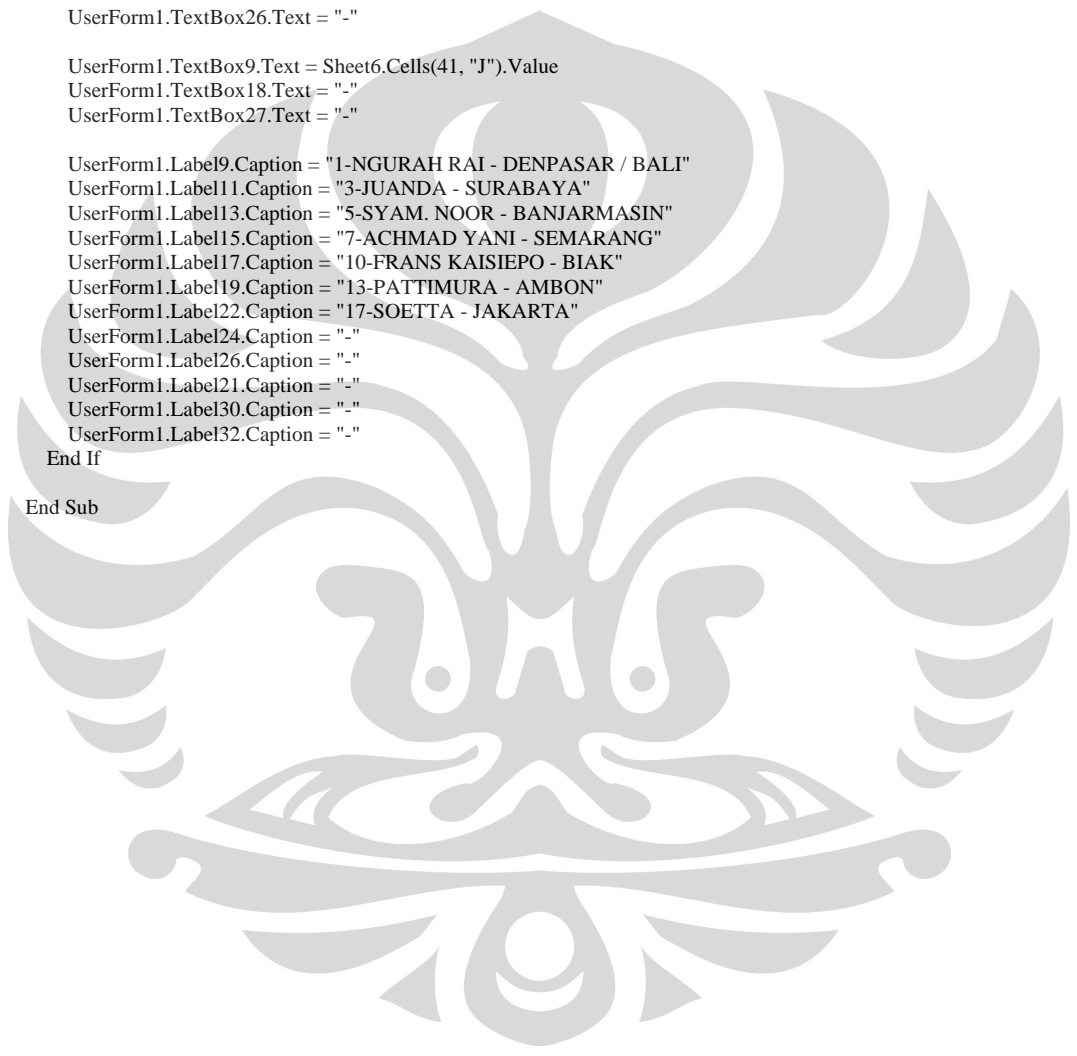 UserForm1.TextBox26.Text = "-"
UserForm1.TextBox9.Text = Sheet6.Cells(41, "J").Value
UserForm1.TextBox18.Text = "-"
UserForm1.TextBox27.Text = "-"
UserForm1.Label9.Caption = "1-NGURAH RAI - DENPASAR / BALI"
UserForm1.Label11.Caption = "3-JUANDA - SURABAYA"
UserForm1.Label13.Caption = "5-SYAM. NOOR - BANJARMASIN"
UserForm1.Label15.Caption = "7-ACHMAD YANI - SEMARANG"
UserForm1.Label17.Caption = "10-FRANS KAISIEPO - BIAK"
UserForm1.Label19.Caption = "13-PATTIMURA - AMBON"
UserForm1.Label22.Caption = "17-SOETTA - JAKARTA"
UserForm1.Label24.Caption = "-"
UserForm1.Label26.Caption = "-"
UserForm1.Label21.Caption = "-"
UserForm1.Label30.Caption = "-"
UserForm1.Label32.Caption = "-"
End If
End Sub